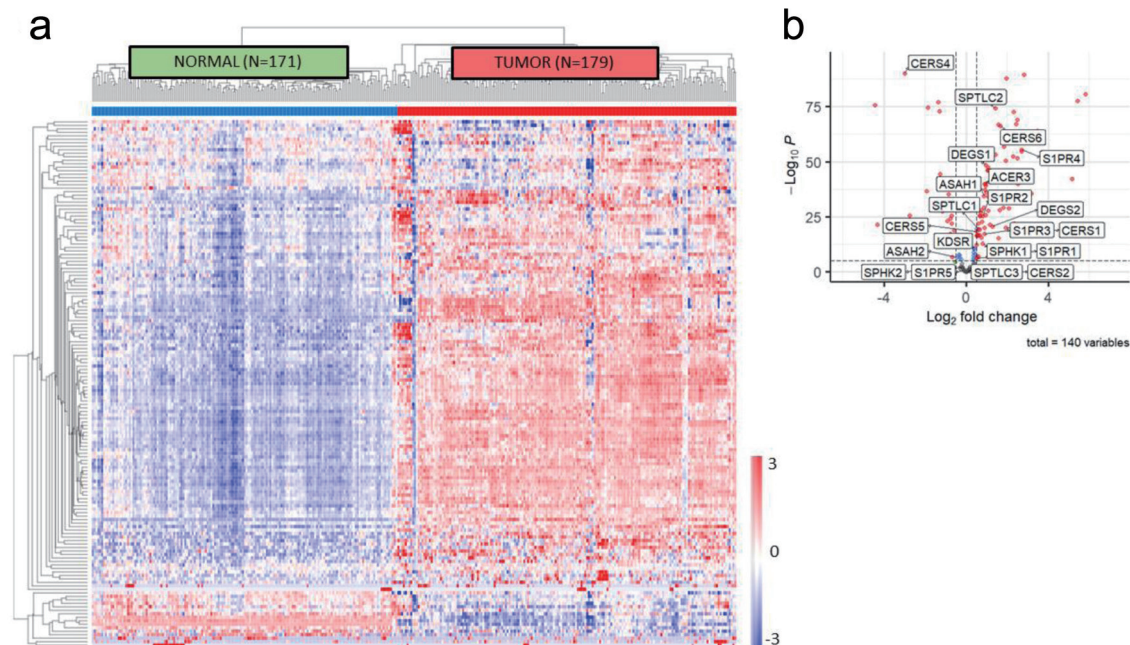 a
NORMAL (N=171)
TUMOR (N=179)
3
0
-3
b
CERS4
SPTLC2
CERS6
DEGS1
S1PR4
ASAH1
ACER3
SPTLC1
S1PR2
DEGS2
CERS5
S1PR3
CERS1
KDSR
ASAH2
SPHK1
S1PR1
SPHK2
S1PR5
SPTLC3
CERS2
75
50
25
0
-4
0
4
−Log10 P
Log2 fold change
total = 140 variables